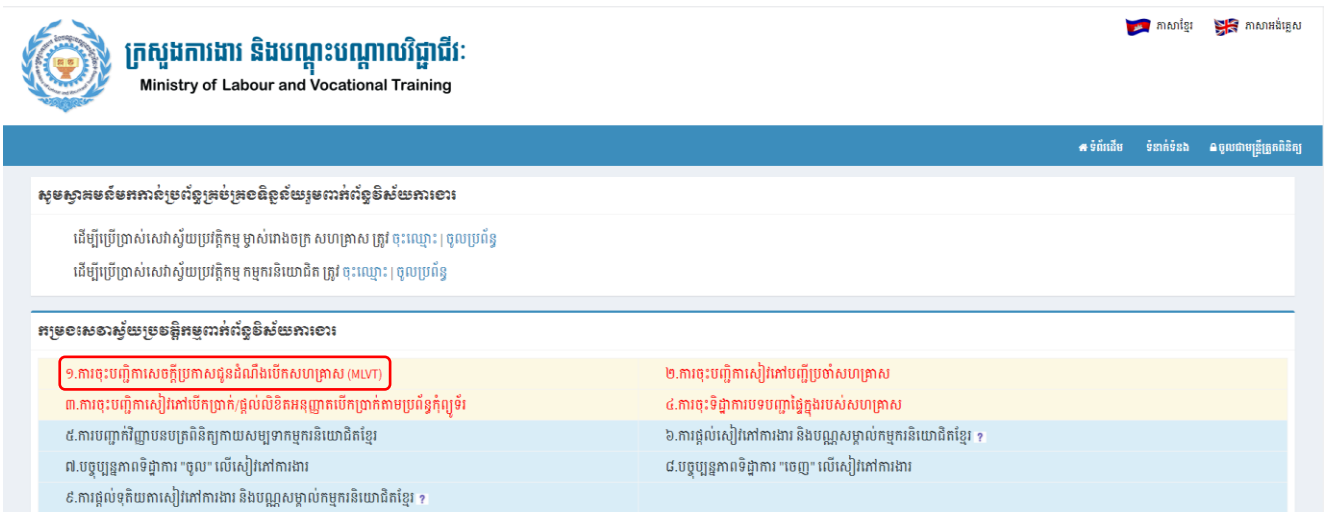 ភាសាខ្មែរ ភាសាអង់គ្លេស
ក្រសួងការងារ និងបណ្តុះបណ្តាលវិជ្ជាជីវៈ
Ministry of Labour and Vocational Training
ទំព័រដើម ទំនាក់ទំនង ចូលជាមន្ត្រីត្រួតពិនិត្យ
សូមស្វាគមន៍មកកាន់ប្រព័ន្ធគ្រប់គ្រងទិន្នន័យរួមពាក់ព័ន្ធវិស័យការងារ
ដើម្បីប្រើប្រាស់សេវាស្វ័យប្រវត្តិកម្ម ម្ចាស់រោងចក្រ សហគ្រាស ត្រូវ ចុះឈ្មោះ | ចូលប្រព័ន្ធ
ដើម្បីប្រើប្រាស់សេវាស្វ័យប្រវត្តិកម្ម កម្មករនិយោជិត ត្រូវ ចុះឈ្មោះ | ចូលប្រព័ន្ធ
កម្រងសេវាស្វ័យប្រវត្តិកម្មពាក់ព័ន្ធវិស័យការងារ
១.ការចុះបញ្ជិកាសេចក្តីប្រកាសជូនដំណឹងបើកសហគ្រាស (MLVT) ២.ការចុះបញ្ជិកាសៀវភៅបញ្ជីប្រចាំសហគ្រាស
៣.ការចុះបញ្ជិកាសៀវភៅបើកប្រាក់/ផ្តល់លិខិតអនុញ្ញាតបើកប្រាក់តាមប្រព័ន្ធកុំព្យូទ័រ ៤.ការចុះទិដ្ឋាការបទបញ្ជាផ្ទៃក្នុងរបស់សហគ្រាស
៥.ការបញ្ជាក់វិញ្ញាបនបត្រពិនិត្យកាយសម្បទាកម្មករនិយោជិតខ្មែរ ៦.ការផ្តល់សៀវភៅការងារ និងបណ្ណសម្គាល់កម្មករនិយោជិតខ្មែរ ?
៧.បច្ចុប្បន្នភាពទិដ្ឋាការ "ចូល" លើសៀវភៅការងារ ៨.បច្ចុប្បន្នភាពទិដ្ឋាការ "ចេញ" លើសៀវភៅការងារ
៩.ការផ្តល់ទុតិយតាសៀវភៅការងារ និងបណ្ណសម្គាល់កម្មករនិយោជិតខ្មែរ ?